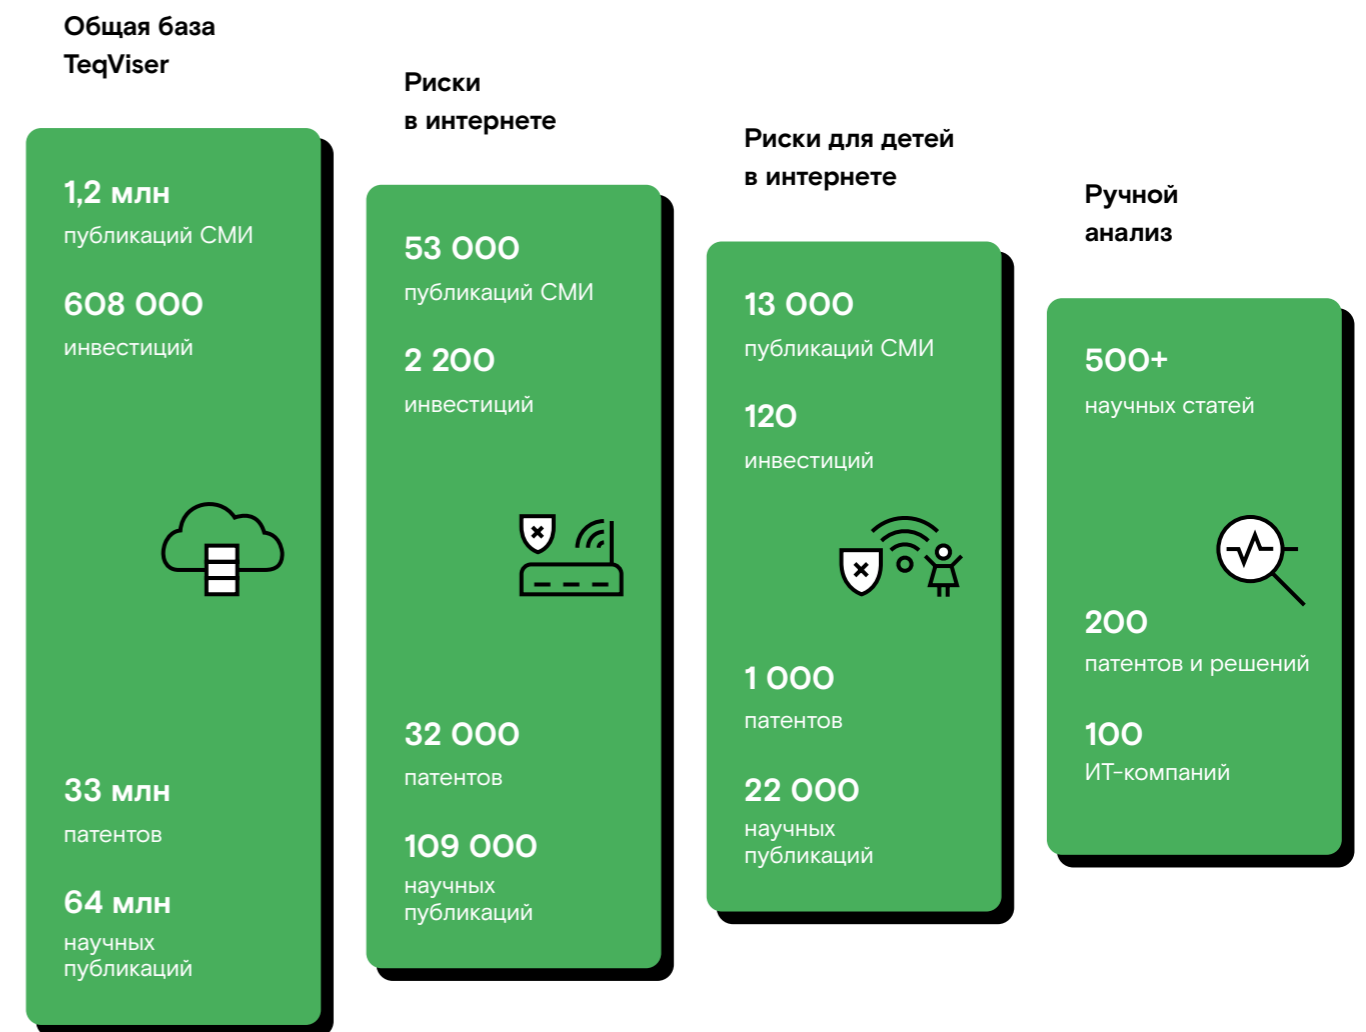 Общая база
TeqViser
1,2 млн
публикаций СМИ
608 000
инвестиций
33 млн
патентов
64 млн
научных
публикаций
Риски
в интернете
53 000
публикаций СМИ
2 200
инвестиций
32 000
патентов
109 000
научных
публикаций
Риски для детей
в интернете
13 000
публикаций СМИ
120
инвестиций
1 000
патентов
22 000
научных
публикаций
Ручной
анализ
500+
научных статей
200
патентов и решений
100
ИТ-компаний